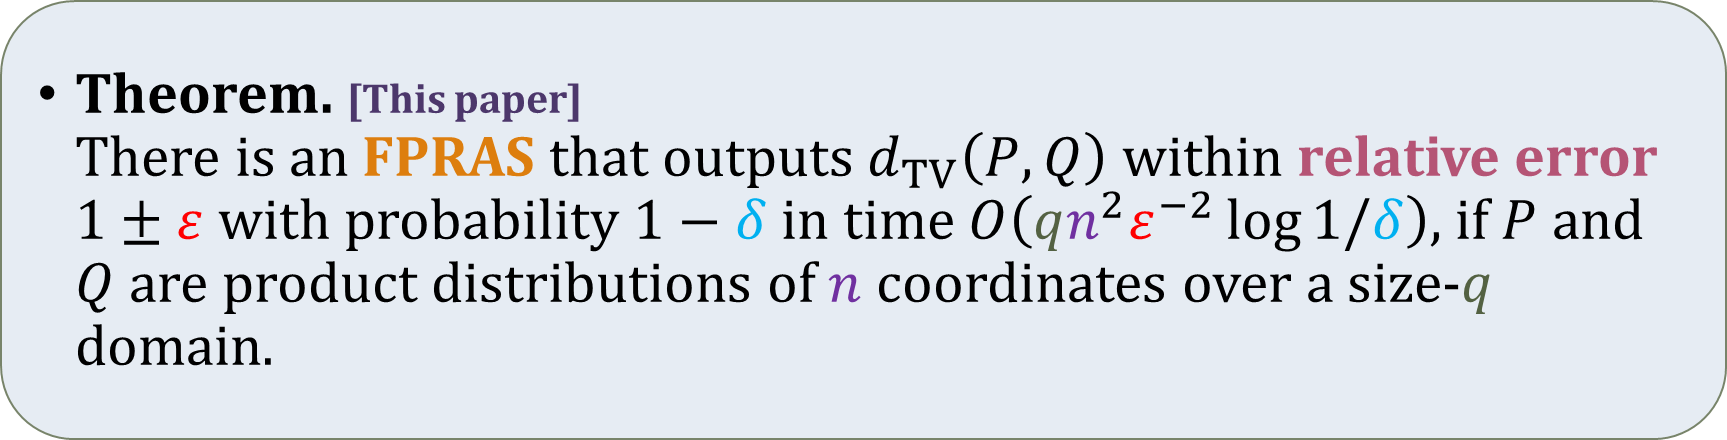 • Theorem. [This paper]
There is an FPRAS that outputs d_TV(P, Q) within relative error
1 ± ε with probability 1 − δ in time O(qn²ε⁻² log 1/δ), if P and
Q are product distributions of n coordinates over a size-q
domain.